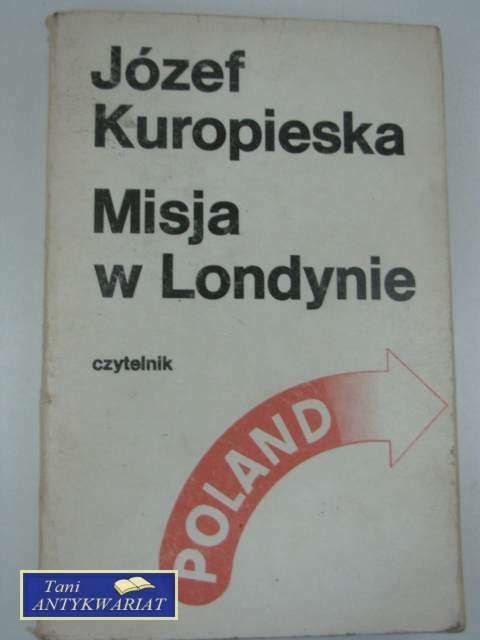 Józef
Kuropieska
Misja
w Londynie
czytelnik
POLAND
Tani
ANTYKWARIAT